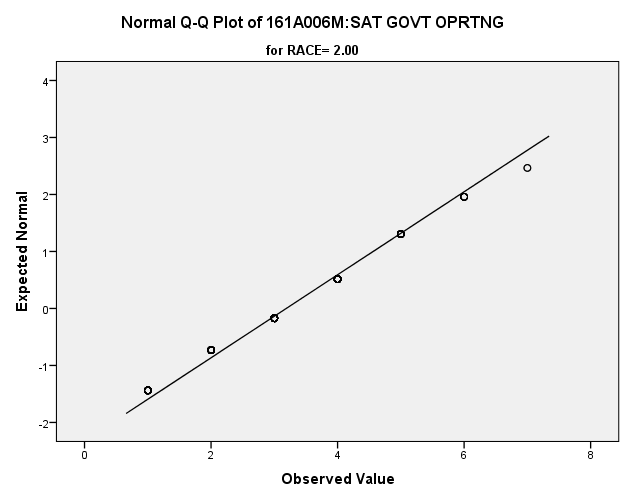 Normal Q-Q Plot of 161A006M:SAT GOVT OPRTNG
for RACE= 2.00
4
3
2
1
0
-1
-2
Expected Normal
0 2 4 6 8
Observed Value